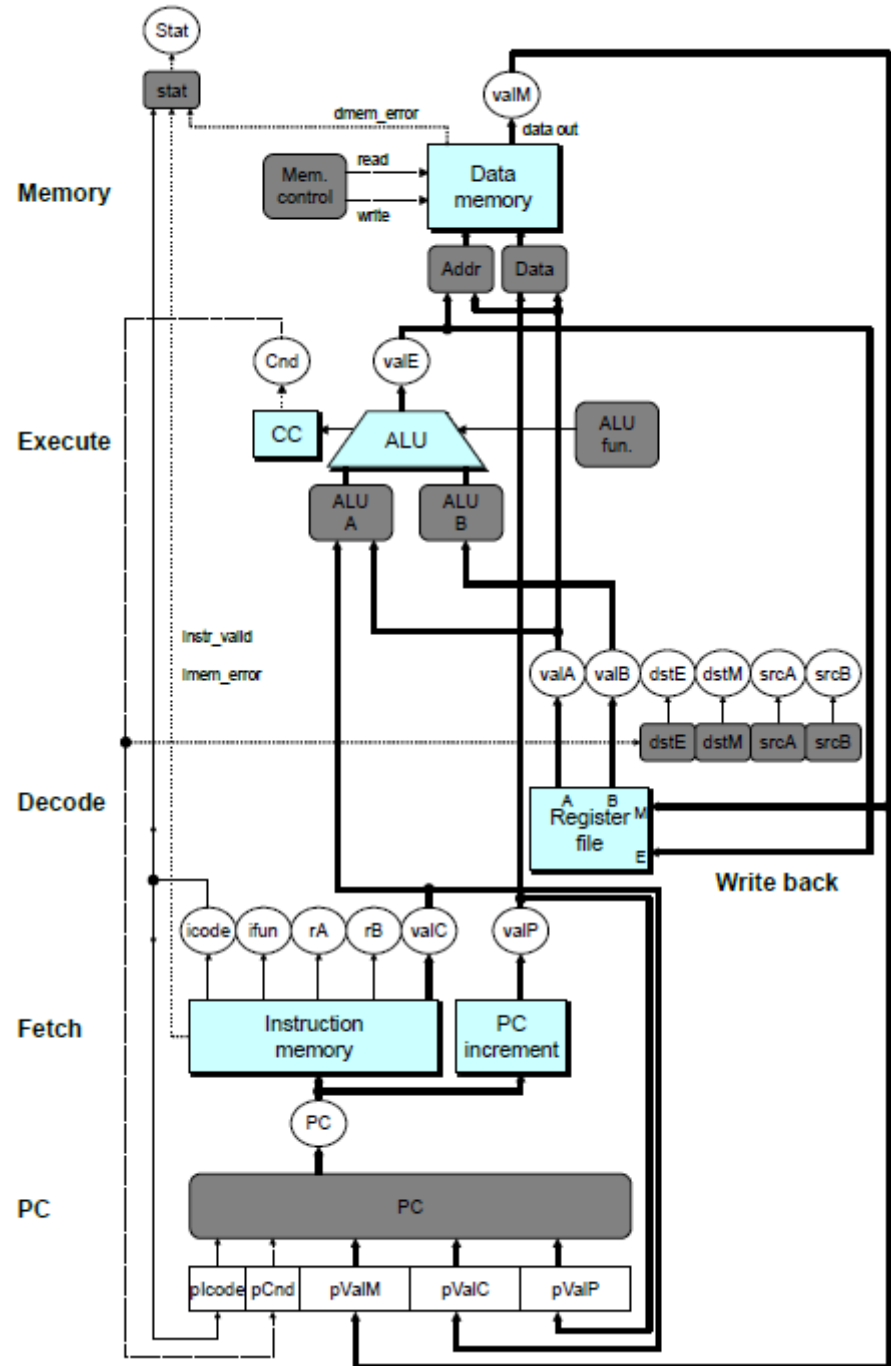 Stat
stat
valM
dmem_error
data out
Memory
Mem.
control
read
write
Data
memory
Addr
Data
Cnd
valE
Execute
CC
ALU
ALU
fun.
ALU
A
ALU
B
Instr_valid
Imem_error
valA
valB
dstE
dstM
srcA
srcB
dstE
dstM
srcA
srcB
Decode
A
B
M
Register
file
E
Write back
icode
ifun
rA
rB
valC
valP
Fetch
Instruction
memory
PC
increment
PC
PC
PC
pIcode
pCnd
pValM
pValC
pValP